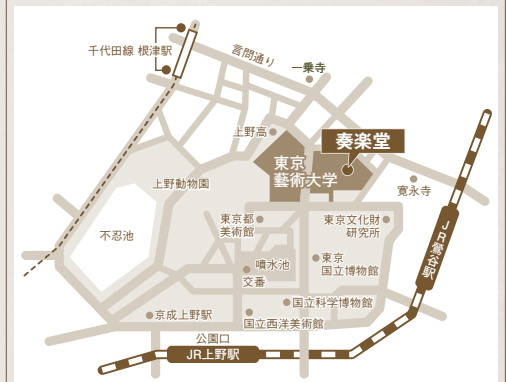 千代田線 根津駅
言問通り
一乗寺
上野高
奏楽堂
東京
藝術大学
上野動物園
寛永寺
東京都
美術館
東京文化財
研究所
不忍池
JR鶯谷駅
噴水池
東京
国立博物館
交番
国立科学博物館
京成上野駅
国立西洋美術館
公園口
JR上野駅